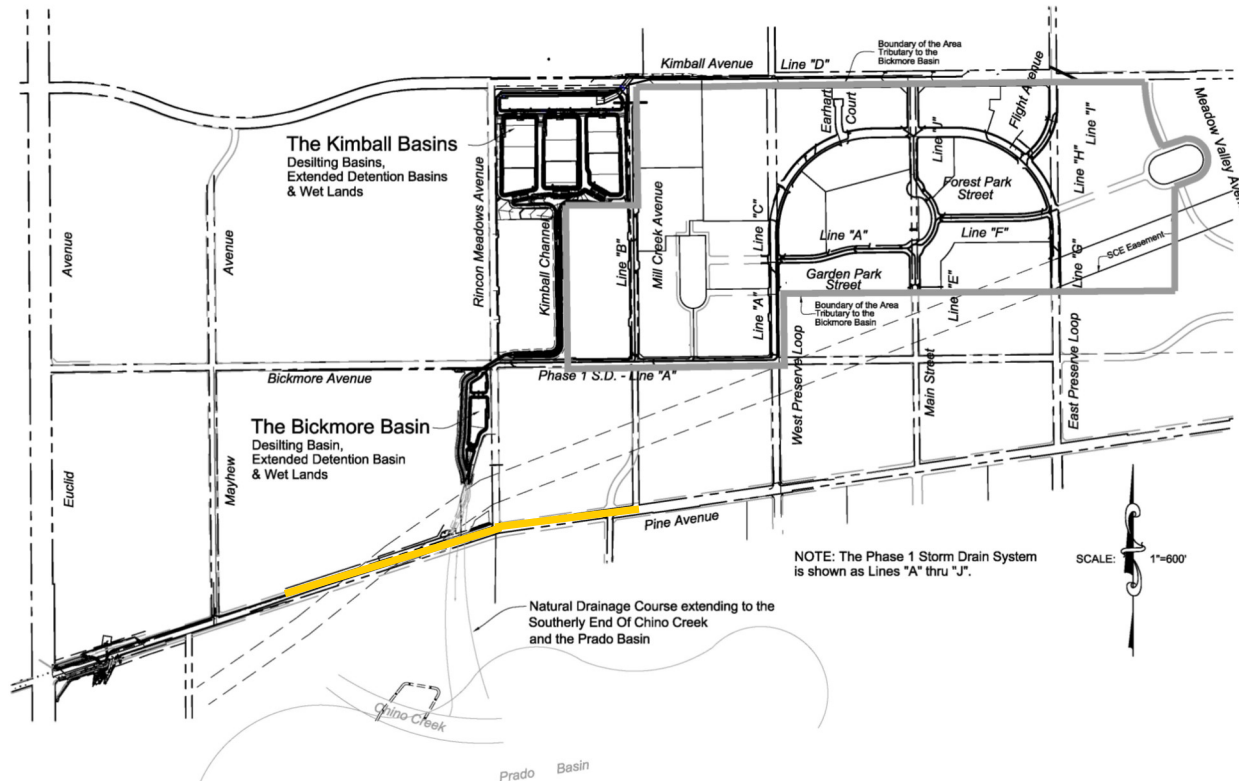 Kimball Avenue
Line "D"
Boundary of the Area
Tributary to the
Bickmore Basin
The Kimball Basins
Desilting Basins,
Extended Detention Basins
& Wet Lands
Avenue
Avenue
Rincon Meadows Avenue
Kimball Channel
Line "B"
Mill Creek Avenue
Line "C"
Line "A"
Earhart
Court
Line "J"
Flight Avenue
Line "I"
Line "H"
Meadow Valley Aven
Forest Park
Street
Line "A"
Line "F"
Garden Park
Street
Line "E"
Line "G"
SCE Easement
Boundary of the Area
Tributary to the
Bickmore Basin
Bickmore Avenue
Phase 1 S.D. - Line "A"
West Preserve Loop
Main Street
East Preserve Loop
The Bickmore Basin
Desilting Basin,
Extended Detention Basin
& Wet Lands
Euclid
Mayhew
Pine Avenue
NOTE: The Phase 1 Storm Drain System
is shown as Lines "A" thru "J".
SCALE: 1"=600'
Natural Drainage Course extending to the
Southerly End Of Chino Creek
and the Prado Basin
Chino Creek
Prado Basin